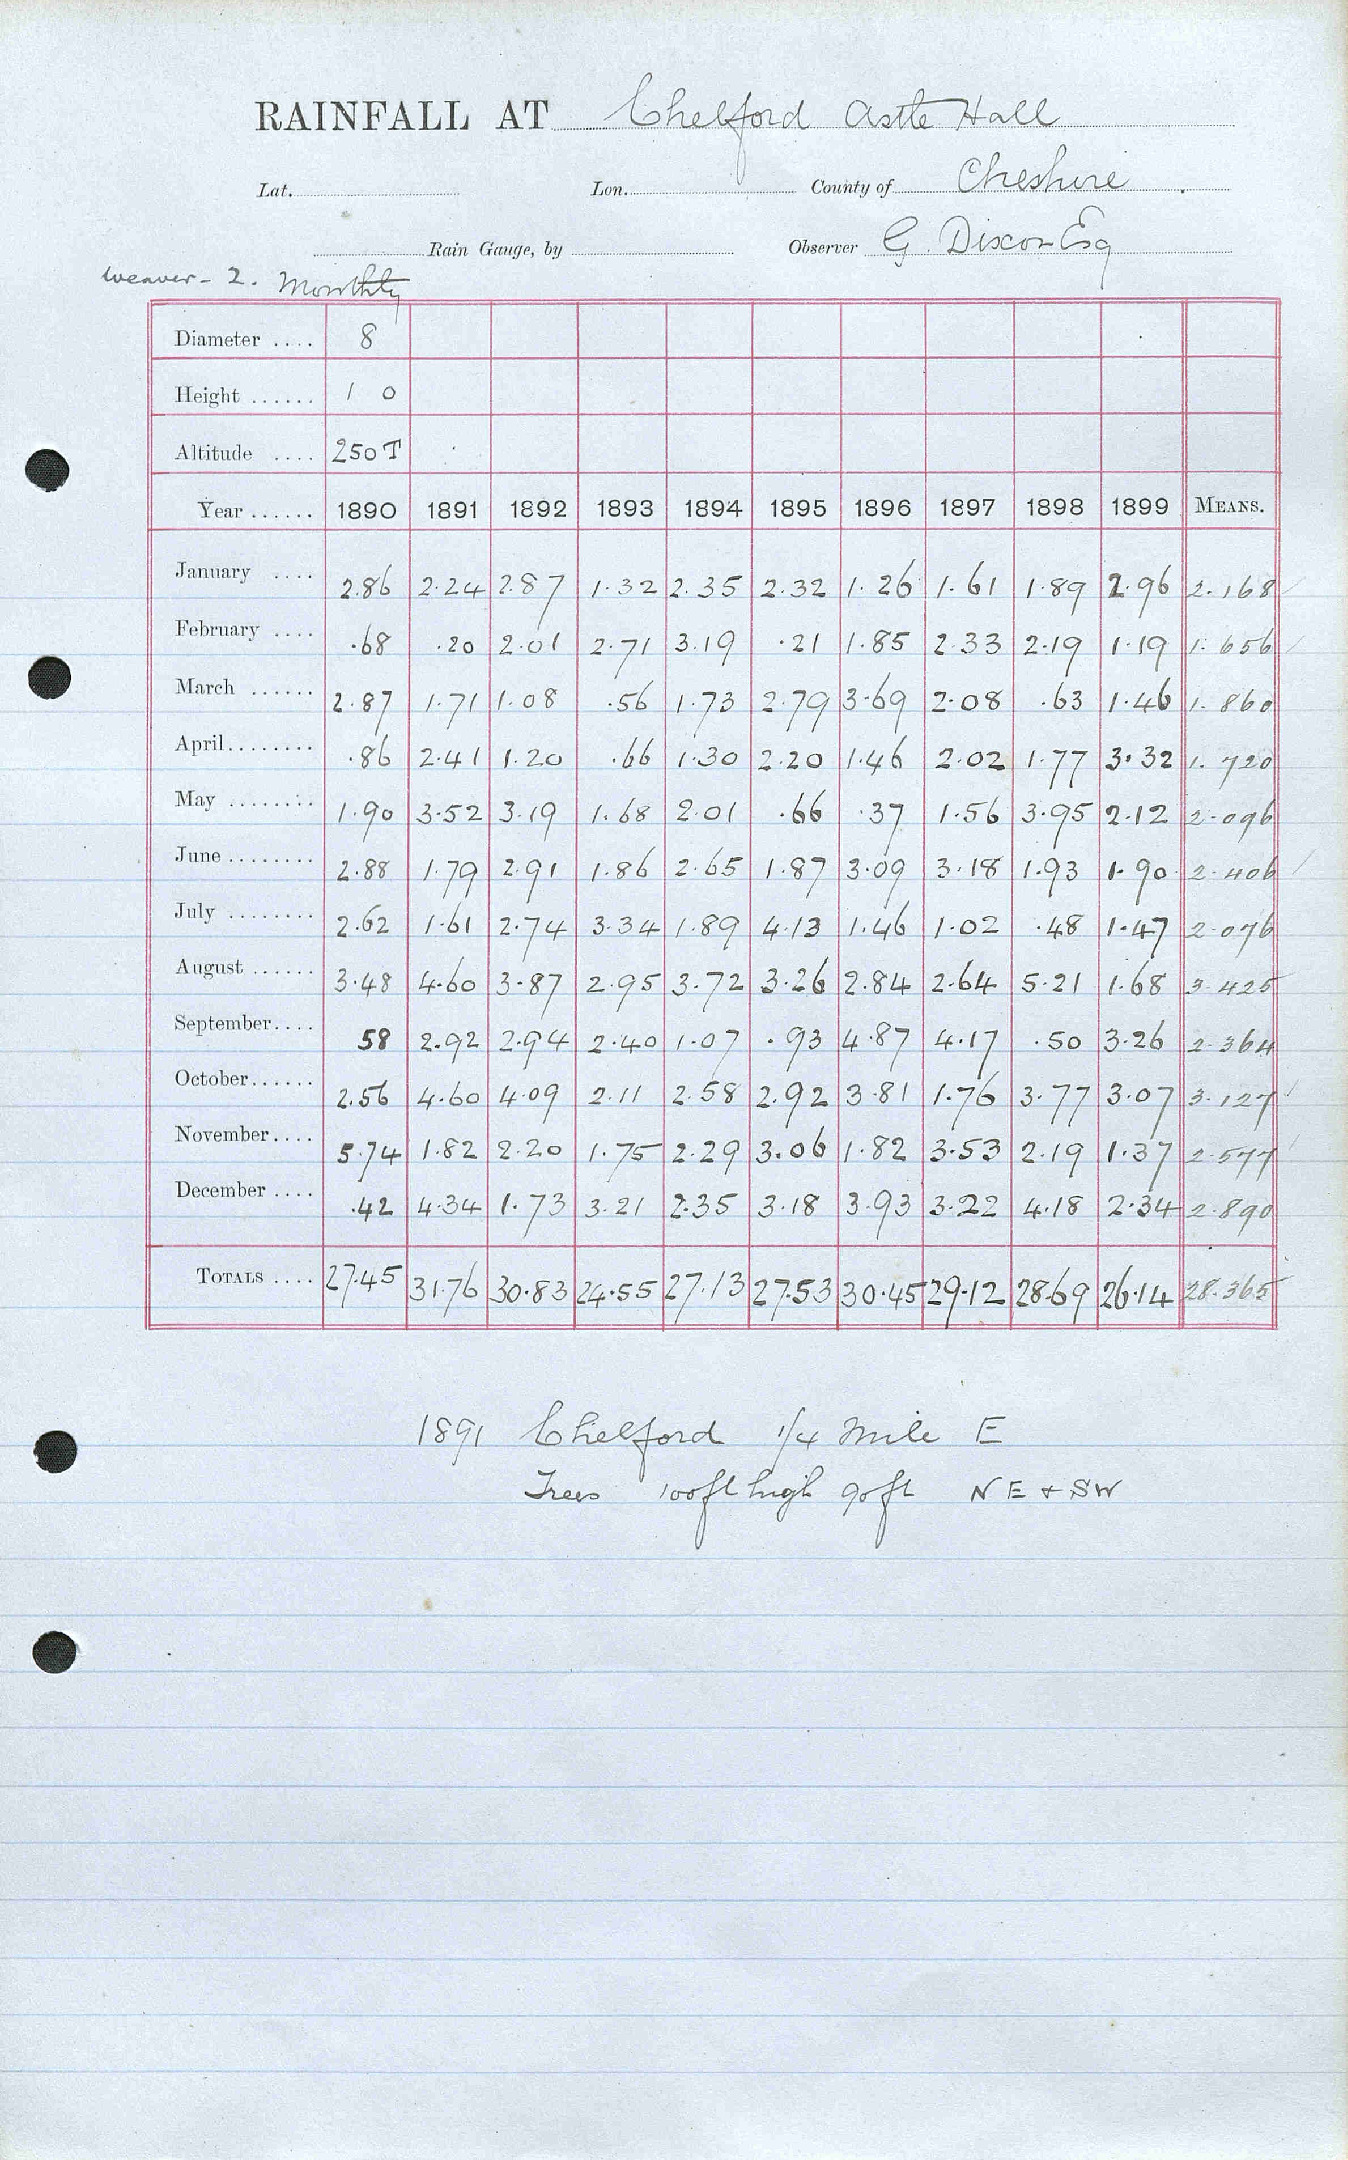 RAINFALL AT Chelford Astle Hall
Lat. Lon. County of Cheshire
Rain Gauge, by Observer G. Dixon Esq
Weaver - 2. Monthly
Diameter .... 8
Height ...... 1 0
Altitude .... 250 T
Year ...... 1890 1891 1892 1893 1894 1895 1896 1897 1898 1899 MEANS.
January .... 2.86 2.24 2.87 1.32 2.35 2.32 1.26 1.61 1.89 2.96 2.168
February .... .68 .20 2.01 2.71 3.19 .21 1.85 2.33 2.19 1.19 1.656
March ...... 2.87 1.71 1.08 .56 1.73 2.79 3.69 2.08 .63 1.46 1.860
April........ .86 2.41 1.20 .66 1.30 2.20 1.46 2.02 1.77 3.32 1.720
May ........ 1.90 3.52 3.19 1.68 2.01 .66 .37 1.56 3.95 2.12 2.096
June ........ 2.88 1.79 2.91 1.86 2.65 1.87 3.09 3.18 1.93 1.90 2.406
July ........ 2.62 1.61 2.74 3.34 1.89 4.13 1.46 1.02 .48 1.47 2.076
August ...... 3.48 4.60 3.87 2.95 3.72 3.26 2.84 2.64 5.21 1.68 3.425
September.... 58 2.92 2.94 2.40 1.07 .93 4.87 4.17 .50 3.26 2.364
October...... 2.56 4.60 4.09 2.11 2.58 2.92 3.81 1.76 3.77 3.07 3.127
November.... 5.74 1.82 2.20 1.75 2.29 3.06 1.82 3.53 2.19 1.37 2.577
December .... .42 4.34 1.73 3.21 2.35 3.18 3.93 3.22 4.18 2.34 2.890
TOTALS .... 27.45 31.76 30.83 24.55 27.13 27.53 30.45 29.12 28.69 26.14 28.365
1891 Chelford 1/4 mile E
Trees 100ft high 90ft NE + SW